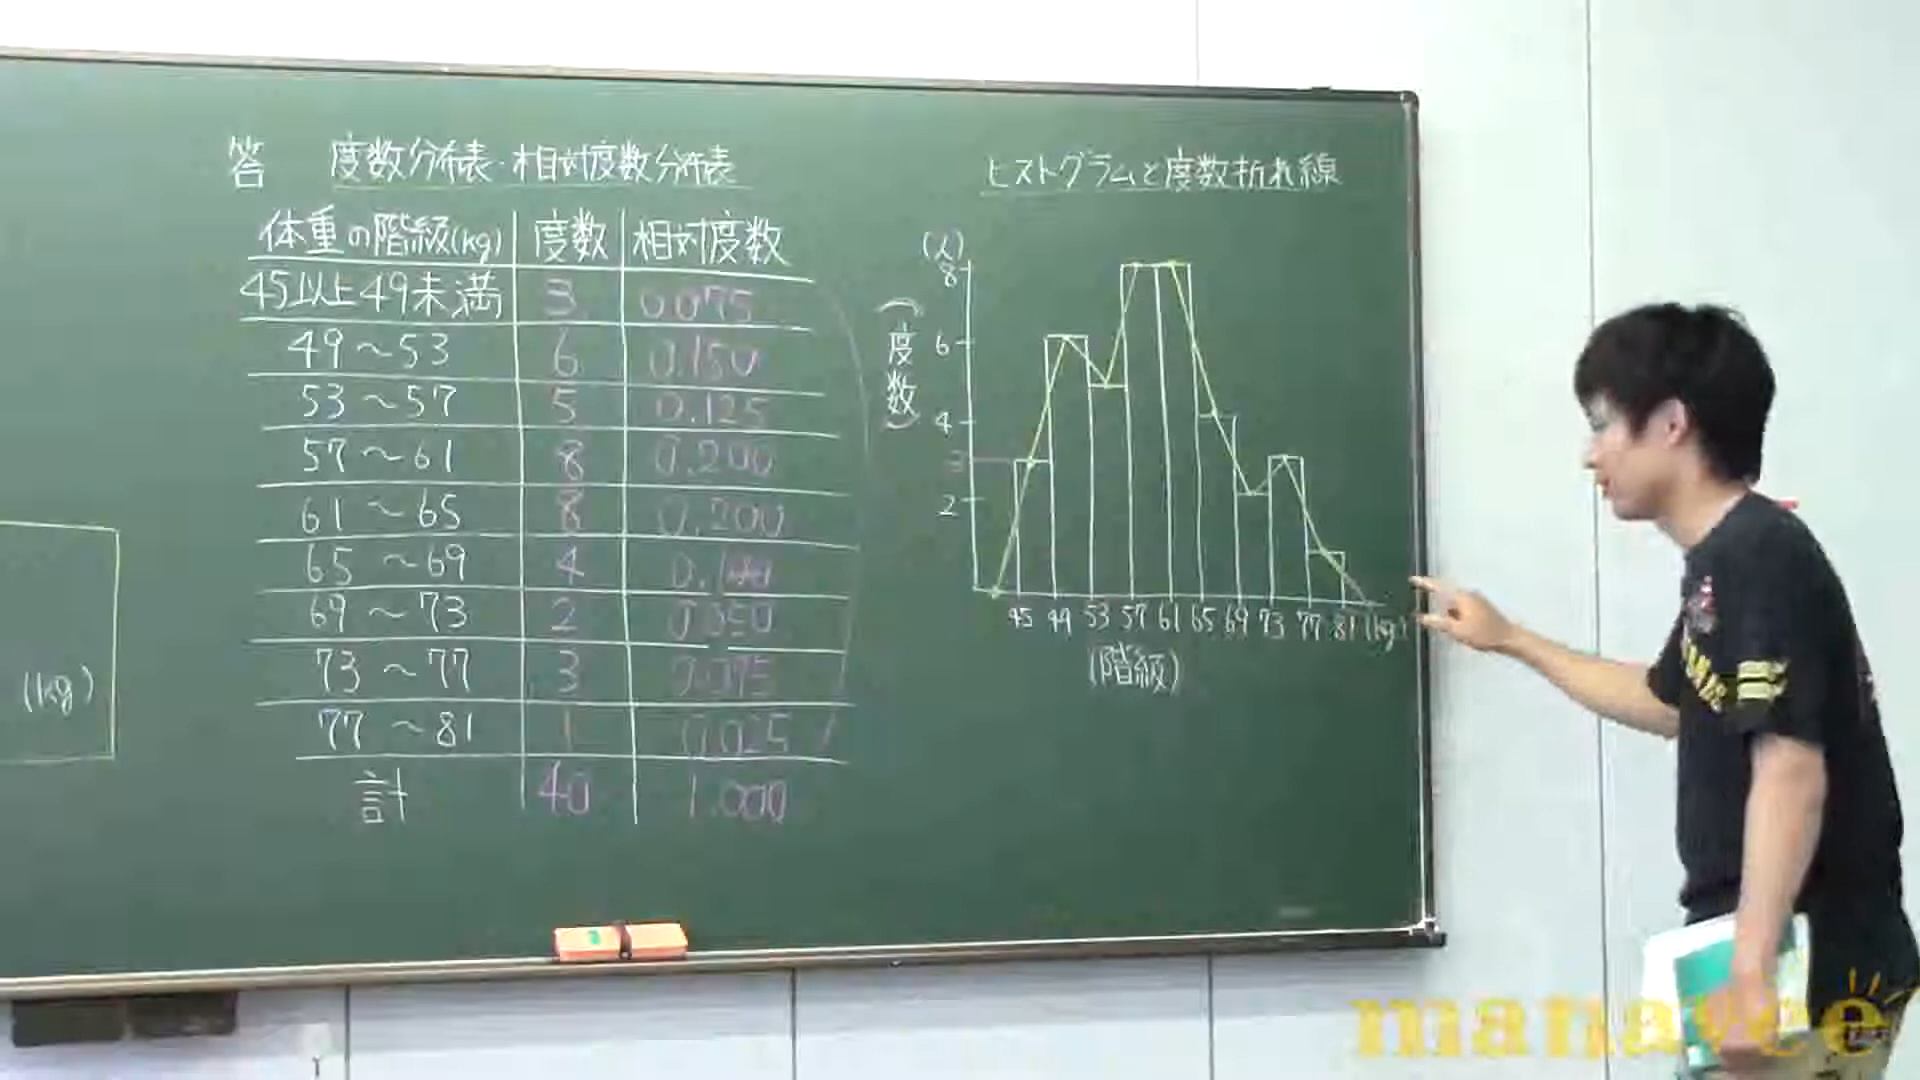 答 度数分布表・相対度数分布表
体重の階級(kg) 度数 相対度数
45以上49未満 3 0.075
49～53 6 0.150
53～57 5 0.125
57～61 8 0.200
61～65 8 0.200
65～69 4 0.100
69～73 2 0.050
73～77 3 0.075
77～81 1 0.025
計 40 1.000
(kg)
ヒストグラムと度数折れ線
(人)
8
6
4
3
2
(度数)
45 49 53 57 61 65 69 73 77 81 (kg)
(階級)
manavee